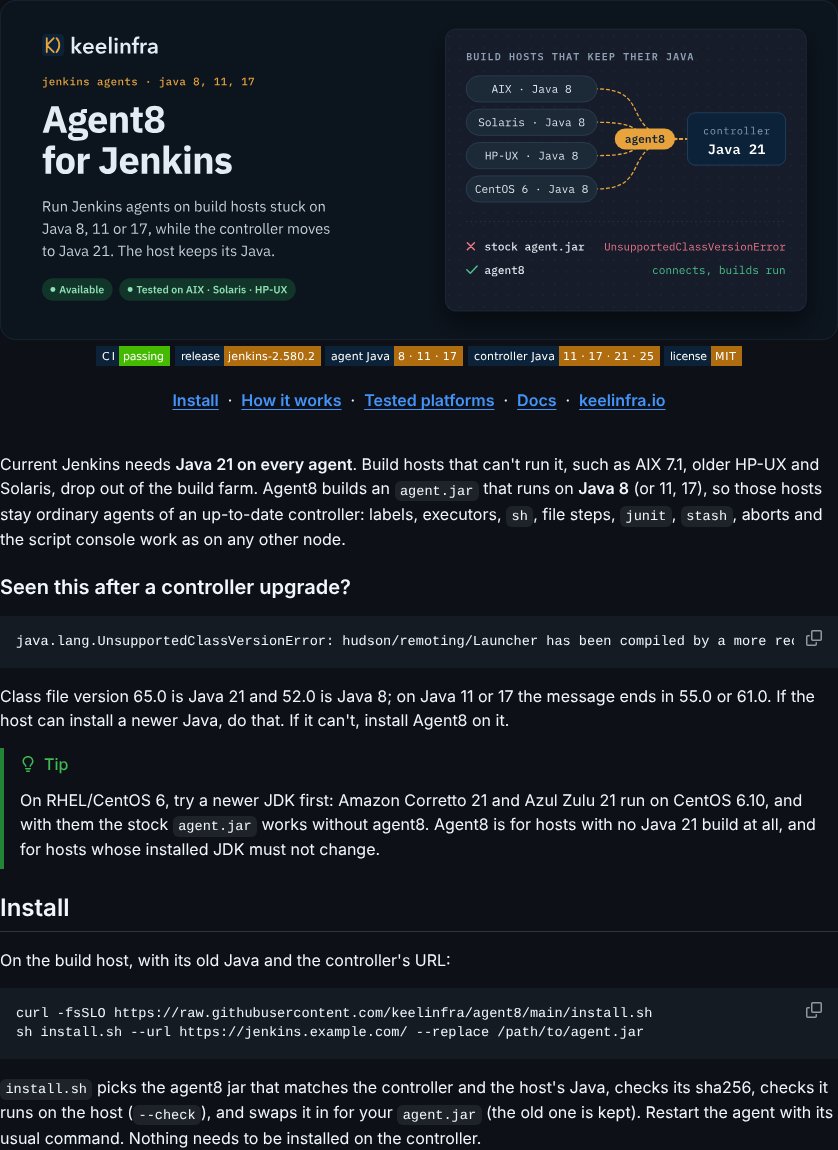 keelinfra
jenkins agents · java 8, 11, 17
Agent8
for Jenkins
Run Jenkins agents on build hosts stuck on
Java 8, 11 or 17, while the controller moves
to Java 21. The host keeps its Java.
Available
Tested on AIX · Solaris · HP-UX
BUILD HOSTS THAT KEEP THEIR JAVA
AIX · Java 8
Solaris · Java 8
HP-UX · Java 8
CentOS 6 · Java 8
agent8
controller
Java 21
✕ stock agent.jar UnsupportedClassVersionError
✓ agent8 connects, builds run
CI passing release jenkins-2.580.2 agent Java 8 · 11 · 17 controller Java 11 · 17 · 21 · 25 license MIT
Install · How it works · Tested platforms · Docs · keelinfra.io
Current Jenkins needs Java 21 on every agent. Build hosts that can't run it, such as AIX 7.1, older HP-UX and
Solaris, drop out of the build farm. Agent8 builds an agent.jar that runs on Java 8 (or 11, 17), so those hosts
stay ordinary agents of an up-to-date controller: labels, executors, sh, file steps, junit, stash, aborts and
the script console work as on any other node.
Seen this after a controller upgrade?
java.lang.UnsupportedClassVersionError: hudson/remoting/Launcher has been compiled by a more rec
Class file version 65.0 is Java 21 and 52.0 is Java 8; on Java 11 or 17 the message ends in 55.0 or 61.0. If the
host can install a newer Java, do that. If it can't, install Agent8 on it.
Tip
On RHEL/CentOS 6, try a newer JDK first: Amazon Corretto 21 and Azul Zulu 21 run on CentOS 6.10, and
with them the stock agent.jar works without agent8. Agent8 is for hosts with no Java 21 build at all, and
for hosts whose installed JDK must not change.
Install
On the build host, with its old Java and the controller's URL:
curl -fsSLO https://raw.githubusercontent.com/keelinfra/agent8/main/install.sh
sh install.sh --url https://jenkins.example.com/ --replace /path/to/agent.jar
install.sh picks the agent8 jar that matches the controller and the host's Java, checks its sha256, checks it
runs on the host (--check), and swaps it in for your agent.jar (the old one is kept). Restart the agent with its
usual command. Nothing needs to be installed on the controller.